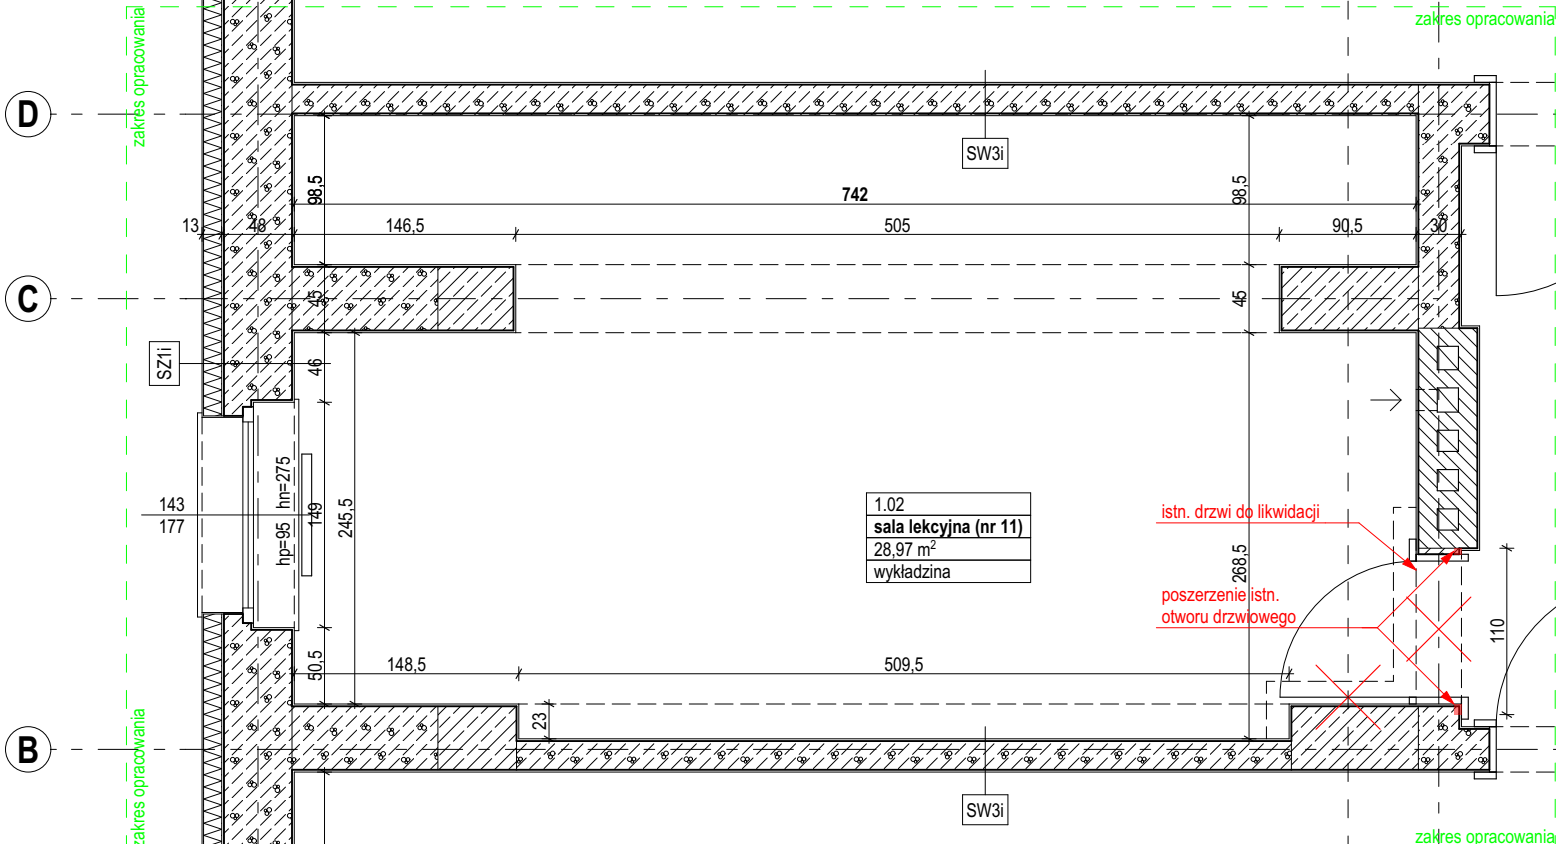 zakres opracowania
zakres opracowania
D
SW3i
98,5
742
98,5
13
48
146,5
505
90,5
30
C
45
45
SZ1i
46
143
177
hp=95 hn=275
149
245,5
1.02
sala lekcyjna (nr 11)
28,97 m²
wykładzina
istn. drzwi do likwidacji
268,5
poszerzenie istn.
otworu drzwiowego
110
50,5
148,5
509,5
23
B
SW3i
zakres opracowania
zakres opracowania